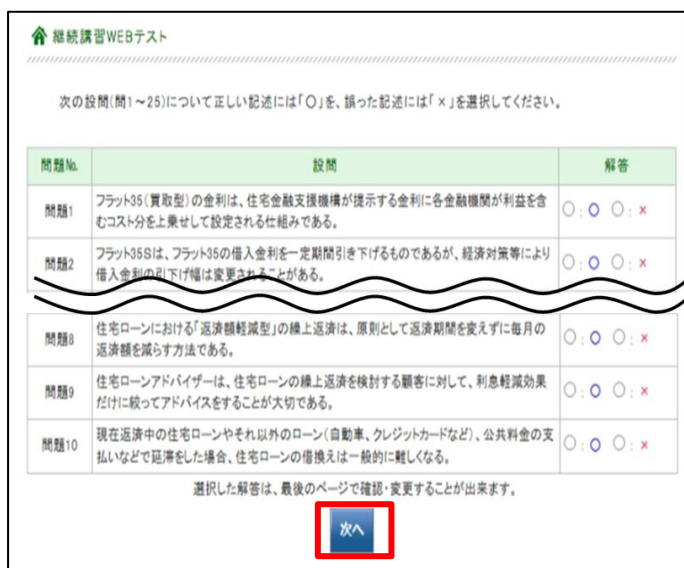 継続講習WEBテスト
次の設問(問1～25)について正しい記述には「○」を、誤った記述には「×」を選択してください。
問題No. 設問 解答
問題1 フラット35(買取型)の金利は、住宅金融支援機構が提示する金利に各金融機関が利益を含
むコスト分を上乗せして設定される仕組みである。 ○:○ ○:×
問題2 フラット35Sは、フラット35の借入金利を一定期間引き下げるものであるが、経済対策等により
借入金利の引下げ幅は変更されることがある。 ○:○ ○:×
問題8 住宅ローンにおける「返済額軽減型」の繰上返済は、原則として返済期間を変えずに毎月の
返済額を減らす方法である。 ○:○ ○:×
問題9 住宅ローンアドバイザーは、住宅ローンの繰上返済を検討する顧客に対して、利息軽減効果
だけに絞ってアドバイスをすることが大切である。 ○:○ ○:×
問題10 現在返済中の住宅ローンやそれ以外のローン(自動車、クレジットカードなど)、公共料金の支
払いなどで延滞をした場合、住宅ローンの借換えは一般的に難しくなる。 ○:○ ○:×
選択した解答は、最後のページで確認・変更することが出来ます。
次へ